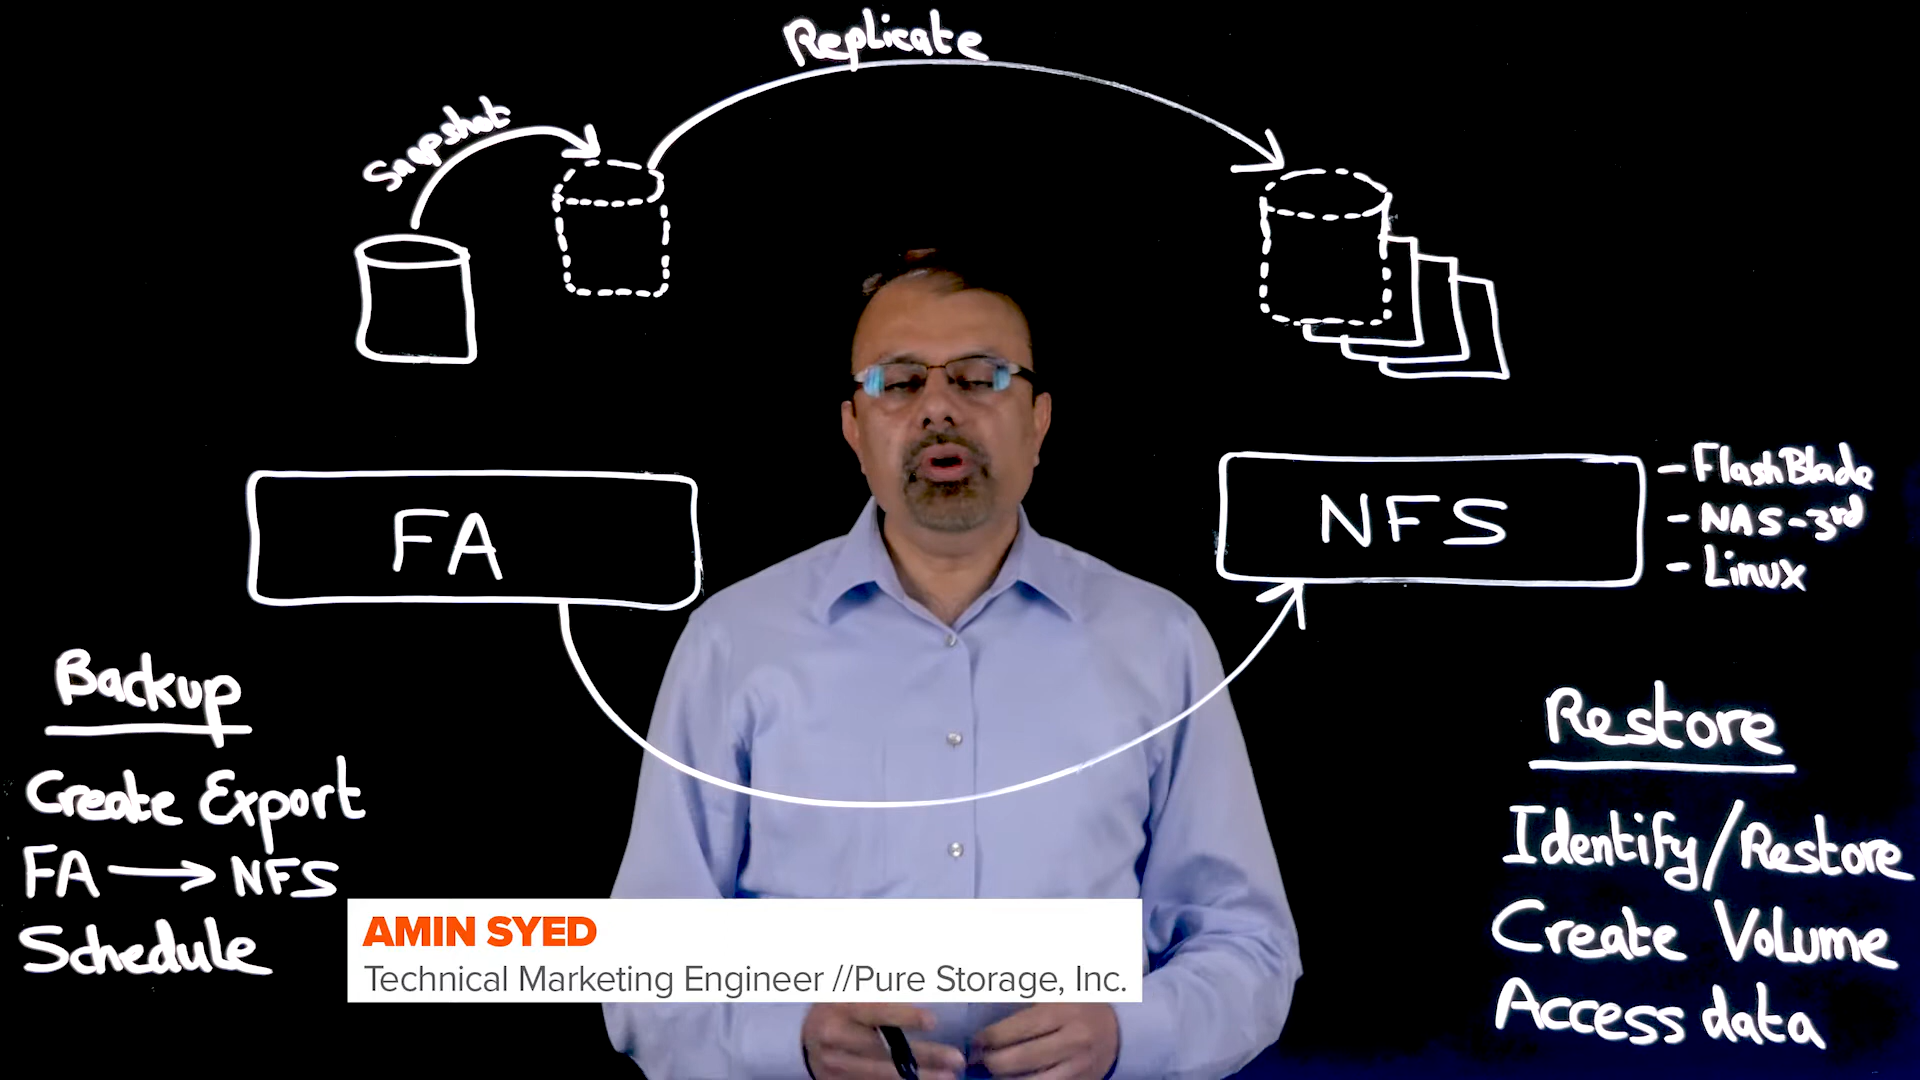 Replicate
Snapshot
FA
NFS
- FlashBlade
- NAS-3rd
- Linux
Backup
Create Export
FA → NFS
Schedule
Restore
Identify/Restore
Create Volume
Access data
AMIN SYED
Technical Marketing Engineer //Pure Storage, Inc.